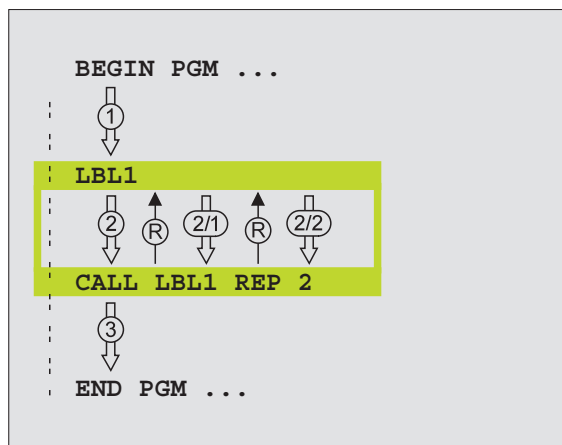 BEGIN PGM ...
1
LBL1
2 R 2/1 R 2/2
CALL LBL1 REP 2
3
END PGM ...